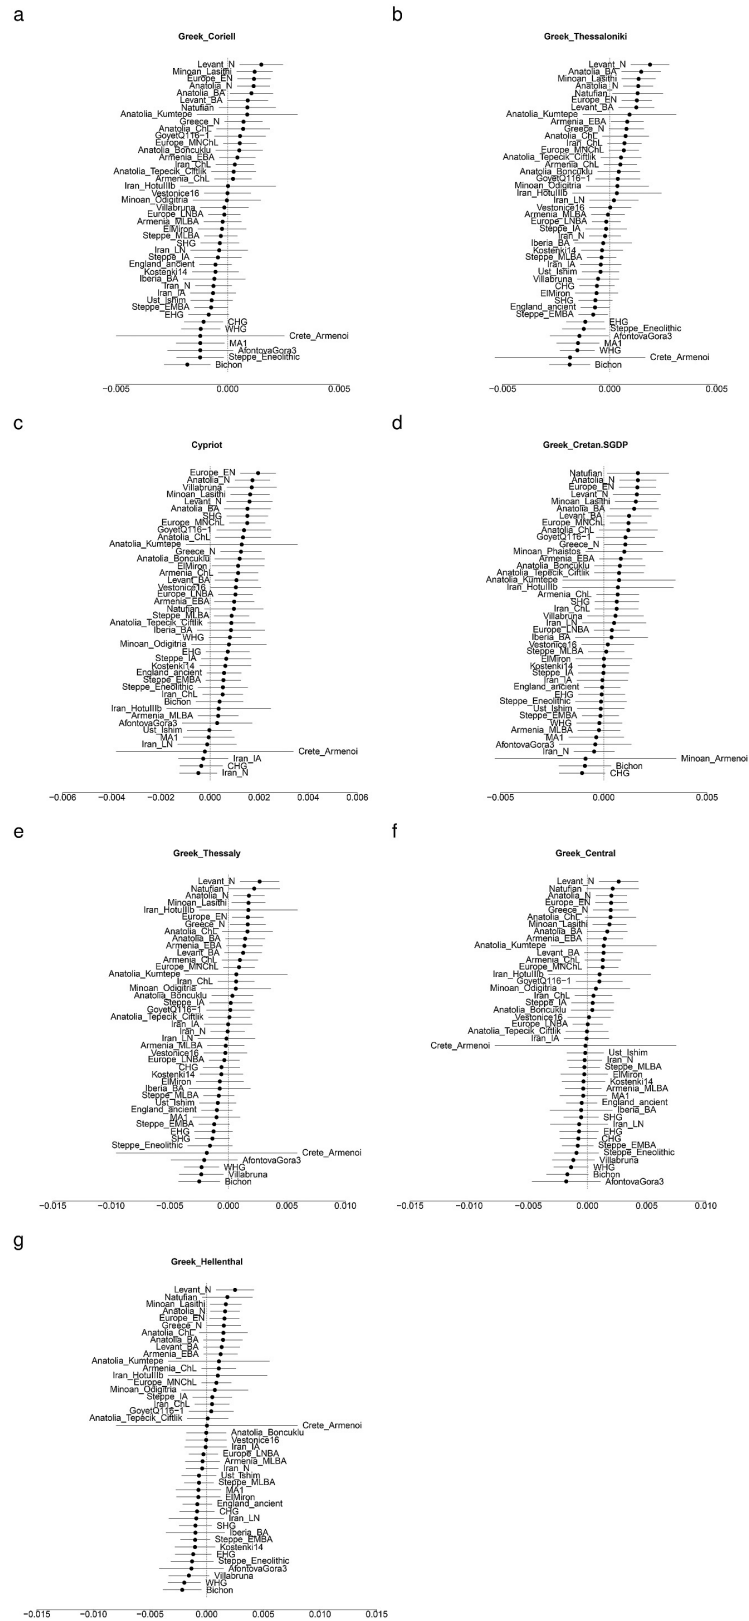 a
Greek_Coriell
Levant_N
Minoan_Lasithi
Europe_EN
Anatolia_N
Anatolia_BA
Levant_BA
Natufian
Anatolia_Kumtepe
Greece_N
Anatolia_ChL
GoyetQ116-1
Europe_MNChL
Anatolia_Boncuklu
Armenia_EBA
Iran_ChL
Anatolia_Tepecik_Ciftlik
Armenia_ChL
Iran_HotuIIIb
Vestonice16
Minoan_Odigitria
Villabruna
Europe_LNBA
Armenia_MLBA
ElMiron
Steppe_MLBA
SHG
Iran_LN
Steppe_IA
England_ancient
Kostenki14
Iberia_BA
Iran_N
Iran_IA
Ust_Ishim
Steppe_EMBA
EHG
CHG
WHG
Crete_Armenoi
MA1
AfontovaGora3
Steppe_Eneolithic
Bichon
−0.005 0.000 0.005
b
Greek_Thessaloniki
Levant_N
Anatolia_BA
Minoan_Lasithi
Anatolia_N
Natufian
Europe_EN
Levant_BA
Anatolia_Kumtepe
Armenia_EBA
Greece_N
Anatolia_ChL
Iran_ChL
Europe_MNChL
Anatolia_Tepecik_Ciftlik
Armenia_ChL
Anatolia_Boncuklu
GoyetQ116-1
Minoan_Odigitria
Iran_HotuIIIb
Iran_LN
Vestonice16
Armenia_MLBA
Europe_LNBA
Steppe_IA
Iran_N
Iberia_BA
Kostenki14
Steppe_MLBA
Iran_IA
Ust_Ishim
Villabruna
CHG
ElMiron
SHG
England_ancient
Steppe_EMBA
EHG
Steppe_Eneolithic
AfontovaGora3
MA1
WHG
Crete_Armenoi
Bichon
−0.005 0.000 0.005
c
Cypriot
Europe_EN
Anatolia_N
Villabruna
Minoan_Lasithi
Levant_N
Anatolia_BA
SHG
Europe_MNChL
GoyetQ116-1
Anatolia_ChL
Anatolia_Kumtepe
Greece_N
Anatolia_Boncuklu
ElMiron
Armenia_ChL
Levant_BA
Vestonice16
Europe_LNBA
Armenia_EBA
Natufian
Steppe_MLBA
Anatolia_Tepecik_Ciftlik
Iberia_BA
WHG
Minoan_Odigitria
EHG
Steppe_IA
Kostenki14
England_ancient
Steppe_EMBA
Steppe_Eneolithic
Iran_ChL
Bichon
Iran_HotuIIIb
Armenia_MLBA
AfontovaGora3
Ust_Ishim
MA1
Iran_LN
Crete_Armenoi
Iran_IA
CHG
Iran_N
−0.006 −0.004 −0.002 0.000 0.002 0.004 0.006
d
Greek_Cretan.SGDP
Natufian
Anatolia_N
Europe_EN
Levant_N
Minoan_Lasithi
Anatolia_BA
Levant_BA
Europe_MNChL
Anatolia_ChL
GoyetQ116-1
Greece_N
Minoan_Phaistos
Armenia_EBA
Anatolia_Boncuklu
Anatolia_Tepecik_Ciftlik
Anatolia_Kumtepe
Iran_HotuIIIb
Armenia_ChL
SHG
Iran_ChL
Villabruna
Iran_LN
Europe_LNBA
Iberia_BA
Vestonice16
Steppe_MLBA
ElMiron
Kostenki14
Steppe_IA
Iran_IA
England_ancient
EHG
Steppe_Eneolithic
Ust_Ishim
Steppe_EMBA
WHG
Armenia_MLBA
MA1
AfontovaGora3
Iran_N
Minoan_Armenoi
Bichon
CHG
−0.005 0.000 0.005
e
Greek_Thessaly
Levant_N
Natufian
Anatolia_N
Minoan_Lasithi
Iran_HotuIIIb
Europe_EN
Greece_N
Anatolia_ChL
Anatolia_BA
Armenia_EBA
Levant_BA
Armenia_ChL
Europe_MNChL
Anatolia_Kumtepe
Iran_ChL
Minoan_Odigitria
Anatolia_Boncuklu
Steppe_IA
GoyetQ116-1
Anatolia_Tepecik_Ciftlik
Iran_IA
Iran_N
Iran_LN
Armenia_MLBA
Vestonice16
Europe_LNBA
CHG
Kostenki14
ElMiron
Iberia_BA
Steppe_MLBA
Ust_Ishim
England_ancient
MA1
Steppe_EMBA
EHG
SHG
Steppe_Eneolithic
Crete_Armenoi
AfontovaGora3
WHG
Villabruna
Bichon
−0.015 −0.010 −0.005 0.000 0.005 0.010
f
Greek_Central
Levant_N
Natufian
Anatolia_N
Europe_EN
Greece_N
Anatolia_ChL
Minoan_Lasithi
Anatolia_BA
Armenia_EBA
Anatolia_Kumtepe
Levant_BA
Armenia_ChL
Europe_MNChL
Iran_HotuIIIb
GoyetQ116-1
Minoan_Odigitria
Iran_ChL
Steppe_IA
Anatolia_Boncuklu
Vestonice16
Europe_LNBA
Anatolia_Tepecik_Ciftlik
Iran_IA
Crete_Armenoi
Ust_Ishim
Iran_N
Steppe_MLBA
ElMiron
Kostenki14
Armenia_MLBA
MA1
England_ancient
Iberia_BA
SHG
Iran_LN
EHG
CHG
Steppe_EMBA
Steppe_Eneolithic
Villabruna
WHG
Bichon
AfontovaGora3
−0.015 −0.010 −0.005 0.000 0.005 0.010
g
Greek_Hellenthal
Levant_N
Natufian
Minoan_Lasithi
Anatolia_N
Europe_EN
Greece_N
Anatolia_ChL
Anatolia_BA
Levant_BA
Armenia_EBA
Anatolia_Kumtepe
Armenia_ChL
Iran_HotuIIIb
Europe_MNChL
Minoan_Odigitria
Steppe_IA
Iran_ChL
GoyetQ116-1
Anatolia_Tepecik_Ciftlik
Crete_Armenoi
Anatolia_Boncuklu
Vestonice16
Iran_IA
Europe_LNBA
Armenia_MLBA
Iran_N
Ust_Ishim
Steppe_MLBA
MA1
ElMiron
England_ancient
CHG
Iran_LN
SHG
Iberia_BA
Steppe_EMBA
Kostenki14
EHG
Steppe_Eneolithic
AfontovaGora3
Villabruna
WHG
Bichon
−0.015 −0.010 −0.005 0.000 0.005 0.010 0.015